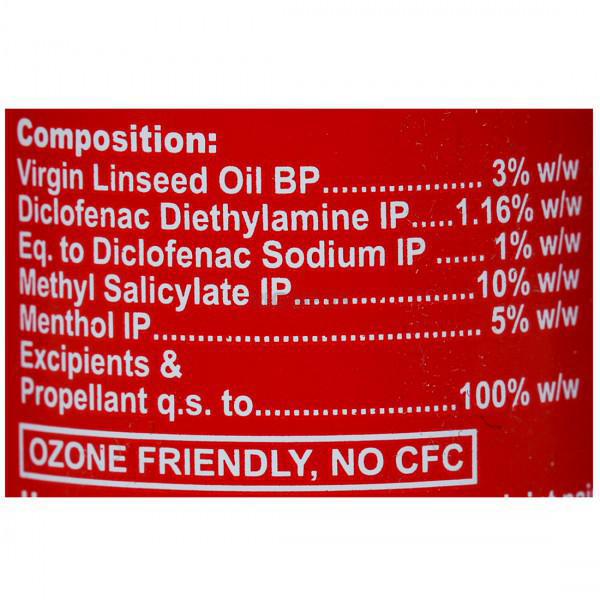 Composition:
Virgin Linseed Oil BP................ 3% w/w
Diclofenac Diethylamine IP.....1.16% w/w
Eq. to Diclofenac Sodium IP ...... 1% w/w
Methyl Salicylate IP..................10% w/w
Menthol IP................................. 5% w/w
Excipients &
Propellant q.s. to....................100% w/w
OZONE FRIENDLY, NO CFC